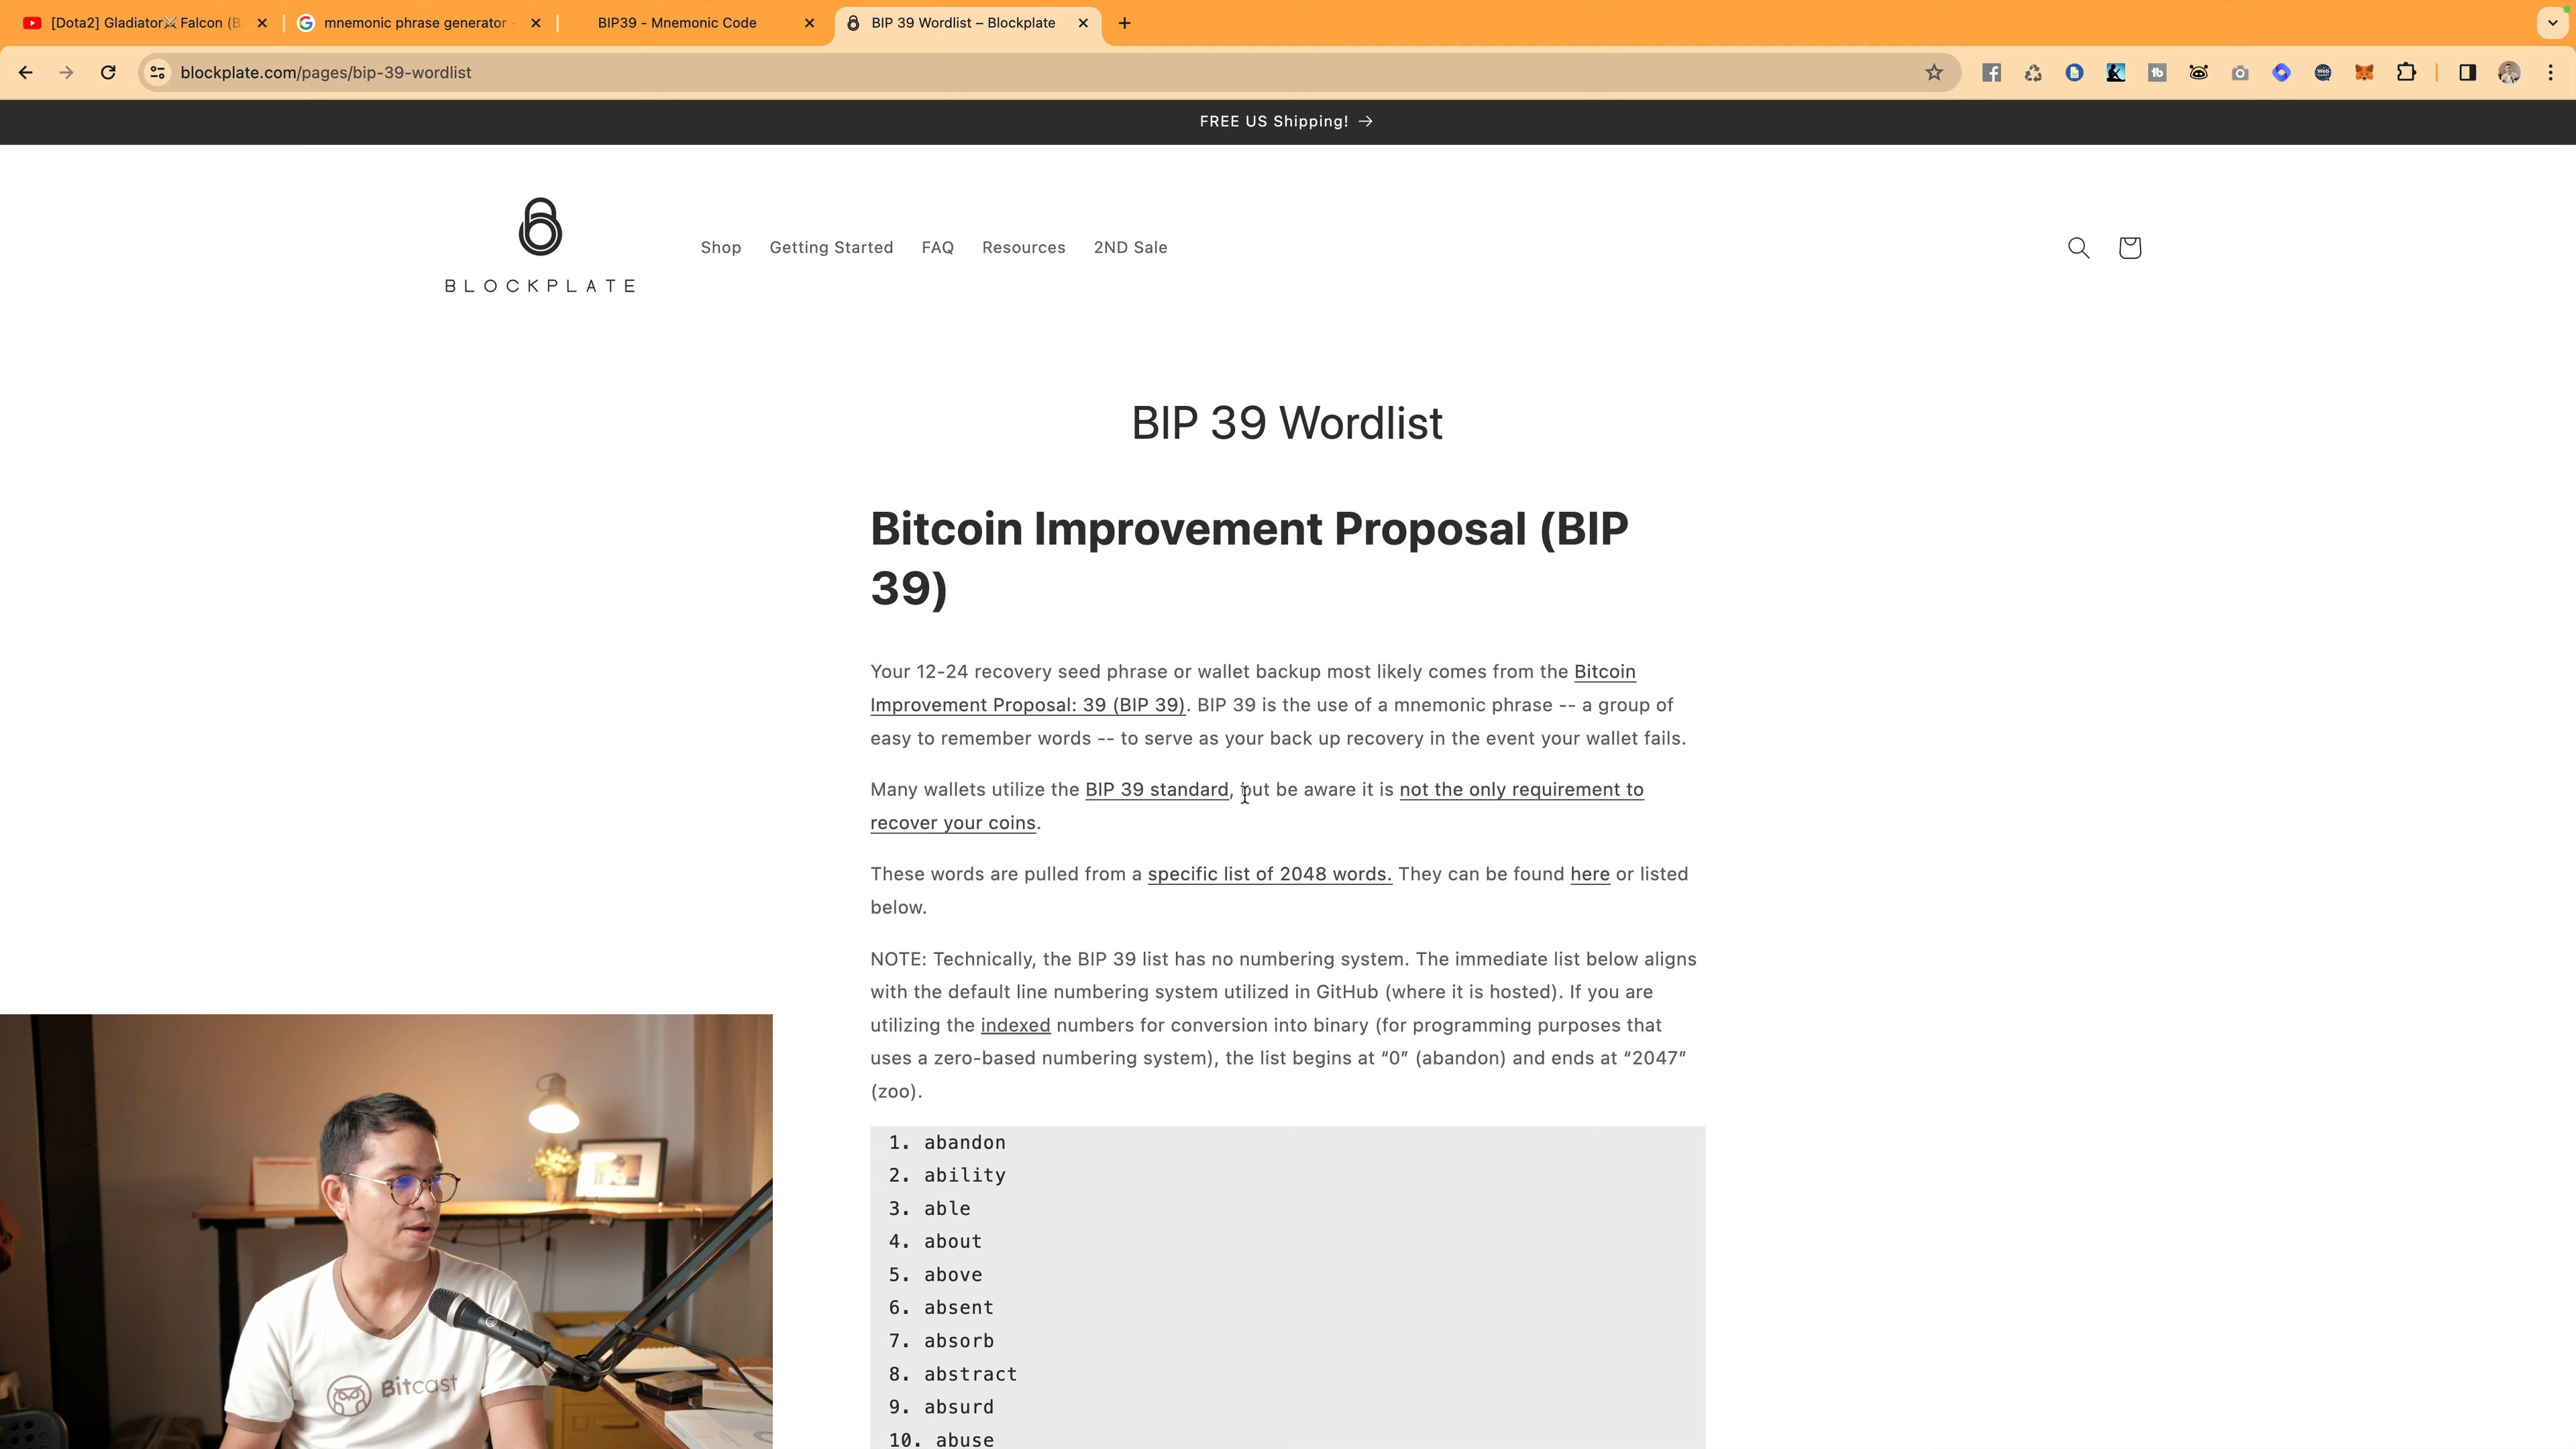 [Dota2] Gladiator⚔ Falcon (B
mnemonic phrase generator -
BIP39 - Mnemonic Code
BIP 39 Wordlist – Blockplate
blockplate.com/pages/bip-39-wordlist
FREE US Shipping! →
BLOCKPLATE
Shop Getting Started FAQ Resources 2ND Sale
BIP 39 Wordlist
Bitcoin Improvement Proposal (BIP
39)
Your 12-24 recovery seed phrase or wallet backup most likely comes from the Bitcoin
Improvement Proposal: 39 (BIP 39). BIP 39 is the use of a mnemonic phrase -- a group of
easy to remember words -- to serve as your back up recovery in the event your wallet fails.
Many wallets utilize the BIP 39 standard, but be aware it is not the only requirement to
recover your coins.
These words are pulled from a specific list of 2048 words. They can be found here or listed
below.
NOTE: Technically, the BIP 39 list has no numbering system. The immediate list below aligns
with the default line numbering system utilized in GitHub (where it is hosted). If you are
utilizing the indexed numbers for conversion into binary (for programming purposes that
uses a zero-based numbering system), the list begins at “0” (abandon) and ends at “2047”
(zoo).
1. abandon
2. ability
3. able
4. about
5. above
6. absent
7. absorb
8. abstract
9. absurd
10. abuse
Bitcast